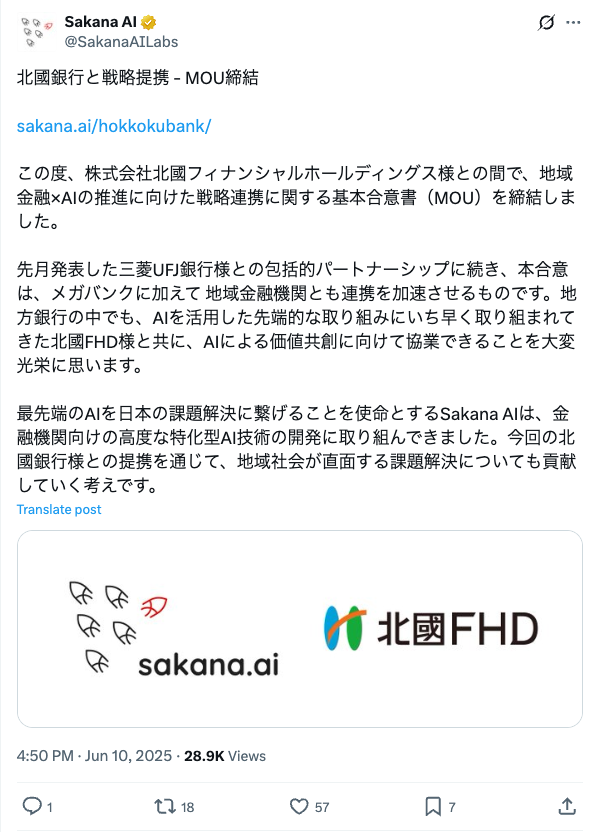 Sakana AI
@SakanaAILabs
北國銀行と戦略提携 – MOU締結
sakana.ai/hokkokubank/
この度、株式会社北國フィナンシャルホールディングス様との間で、地域
金融×AIの推進に向けた戦略連携に関する基本合意書（MOU）を締結しま
した。
先月発表した三菱UFJ銀行様との包括的パートナーシップに続き、本合意
は、メガバンクに加えて 地域金融機関とも連携を加速させるものです。地
方銀行の中でも、AIを活用した先端的な取り組みにいち早く取り組まれて
きた北國FHD様と共に、AIによる価値共創に向けて協業できることを大変
光栄に思います。
最先端のAIを日本の課題解決に繋げることを使命とするSakana AIは、金
融機関向けの高度な特化型AI技術の開発に取り組んできました。今回の北
國銀行様との提携を通じて、地域社会が直面する課題解決についても貢献
していく考えです。
Translate post
sakana.ai
北國FHD
4:50 PM · Jun 10, 2025 · 28.9K Views
1 18 57 7